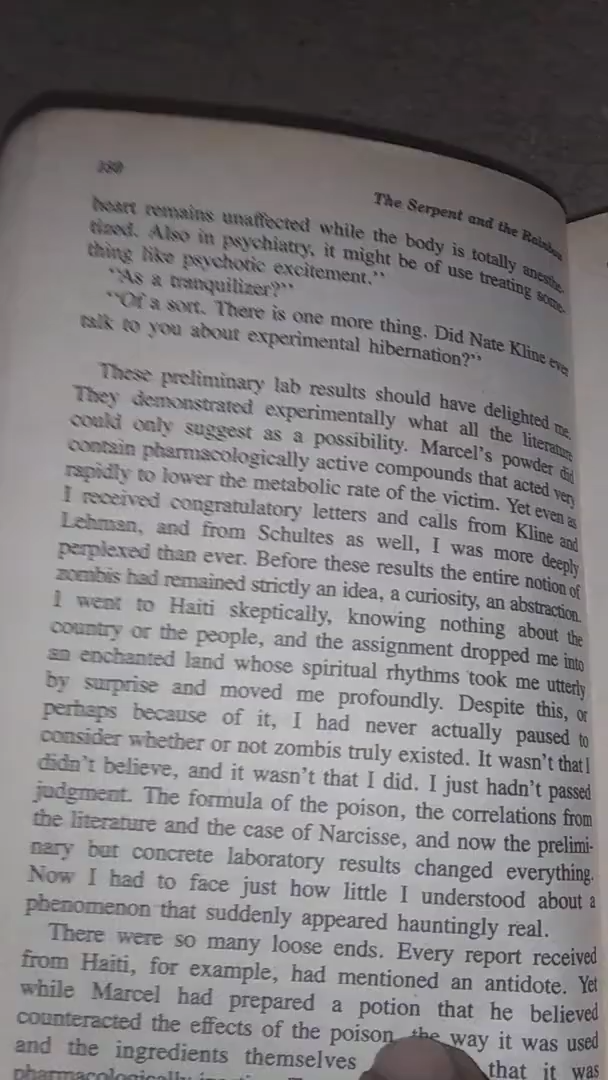 180
The Serpent and the Rainbow
heart remains unaffected while the body is totally anesthe-
tized. Also in psychiatry, it might be of use treating some-
thing like psychotic excitement."
"As a tranquilizer?"
"Of a sort. There is one more thing. Did Nate Kline ever
talk to you about experimental hibernation?"
These preliminary lab results should have delighted me.
They demonstrated experimentally what all the literature
could only suggest as a possibility. Marcel's powder did
contain pharmacologically active compounds that acted very
rapidly to lower the metabolic rate of the victim. Yet even as
I received congratulatory letters and calls from Kline and
Lehman, and from Schultes as well, I was more deeply
perplexed than ever. Before these results the entire notion of
zombis had remained strictly an idea, a curiosity, an abstraction.
I went to Haiti skeptically, knowing nothing about the
country or the people, and the assignment dropped me into
an enchanted land whose spiritual rhythms took me utterly
by surprise and moved me profoundly. Despite this, or
perhaps because of it, I had never actually paused to
consider whether or not zombis truly existed. It wasn't that I
didn't believe, and it wasn't that I did. I just hadn't passed
judgment. The formula of the poison, the correlations from
the literature and the case of Narcisse, and now the prelimi-
nary but concrete laboratory results changed everything.
Now I had to face just how little I understood about a
phenomenon that suddenly appeared hauntingly real.
There were so many loose ends. Every report received
from Haiti, for example, had mentioned an antidote. Yet
while Marcel had prepared a potion that he believed
counteracted the effects of the poison, the way it was used
and the ingredients themselves that it was